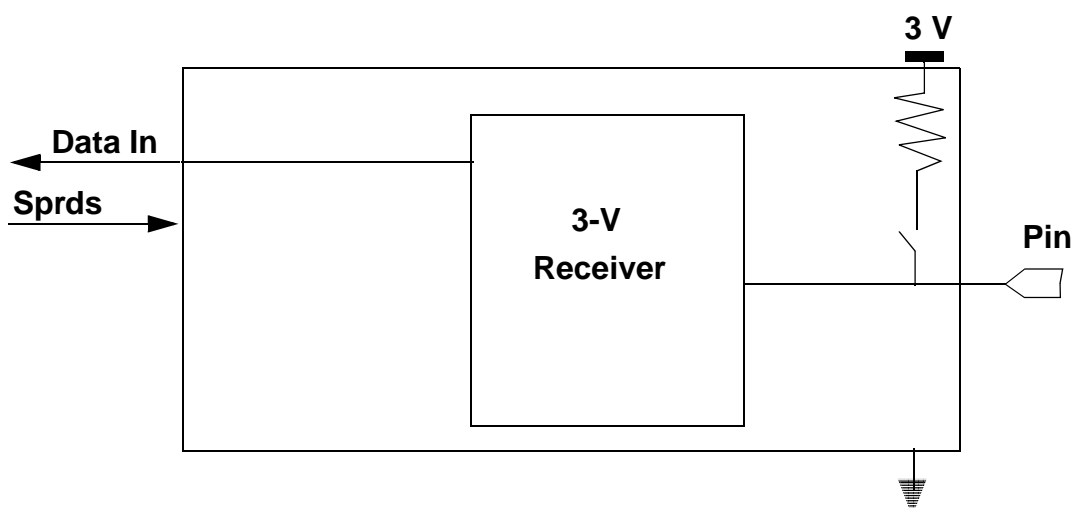 3 V
Data In
Sprds
3-V
Receiver
Pin